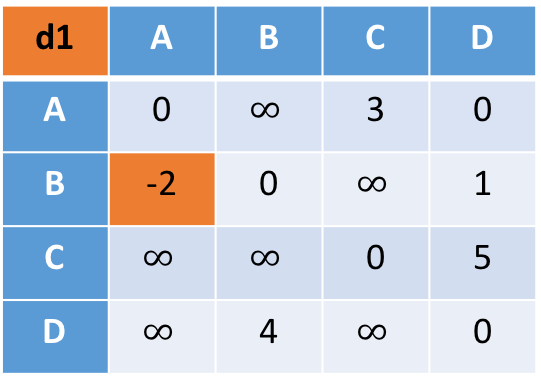 d1 A B C D
A 0 ∞ 3 0
B -2 0 ∞ 1
C ∞ ∞ 0 5
D ∞ 4 ∞ 0